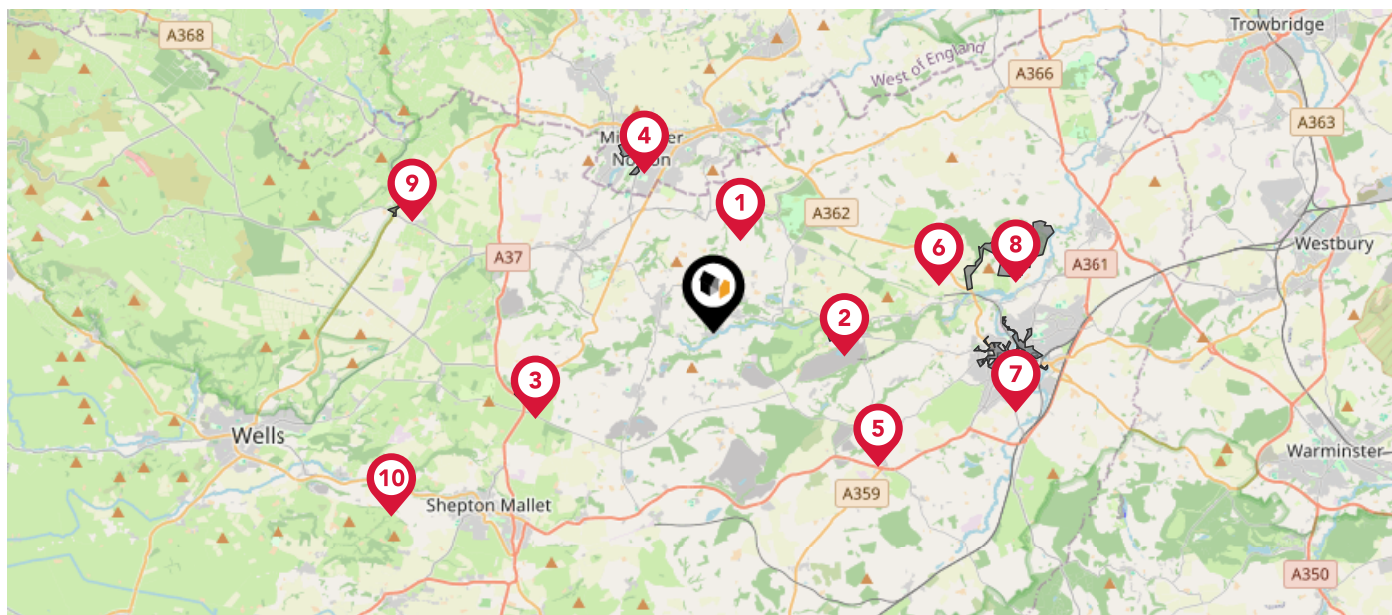 Trowbridge
A368
West of England
A366
A363
4
Midsomer
Norton
9
1
A362
6
8
A37
A361
Westbury
2
3
7
5
Wells
10
A359
Shepton Mallet
Warminster
A350